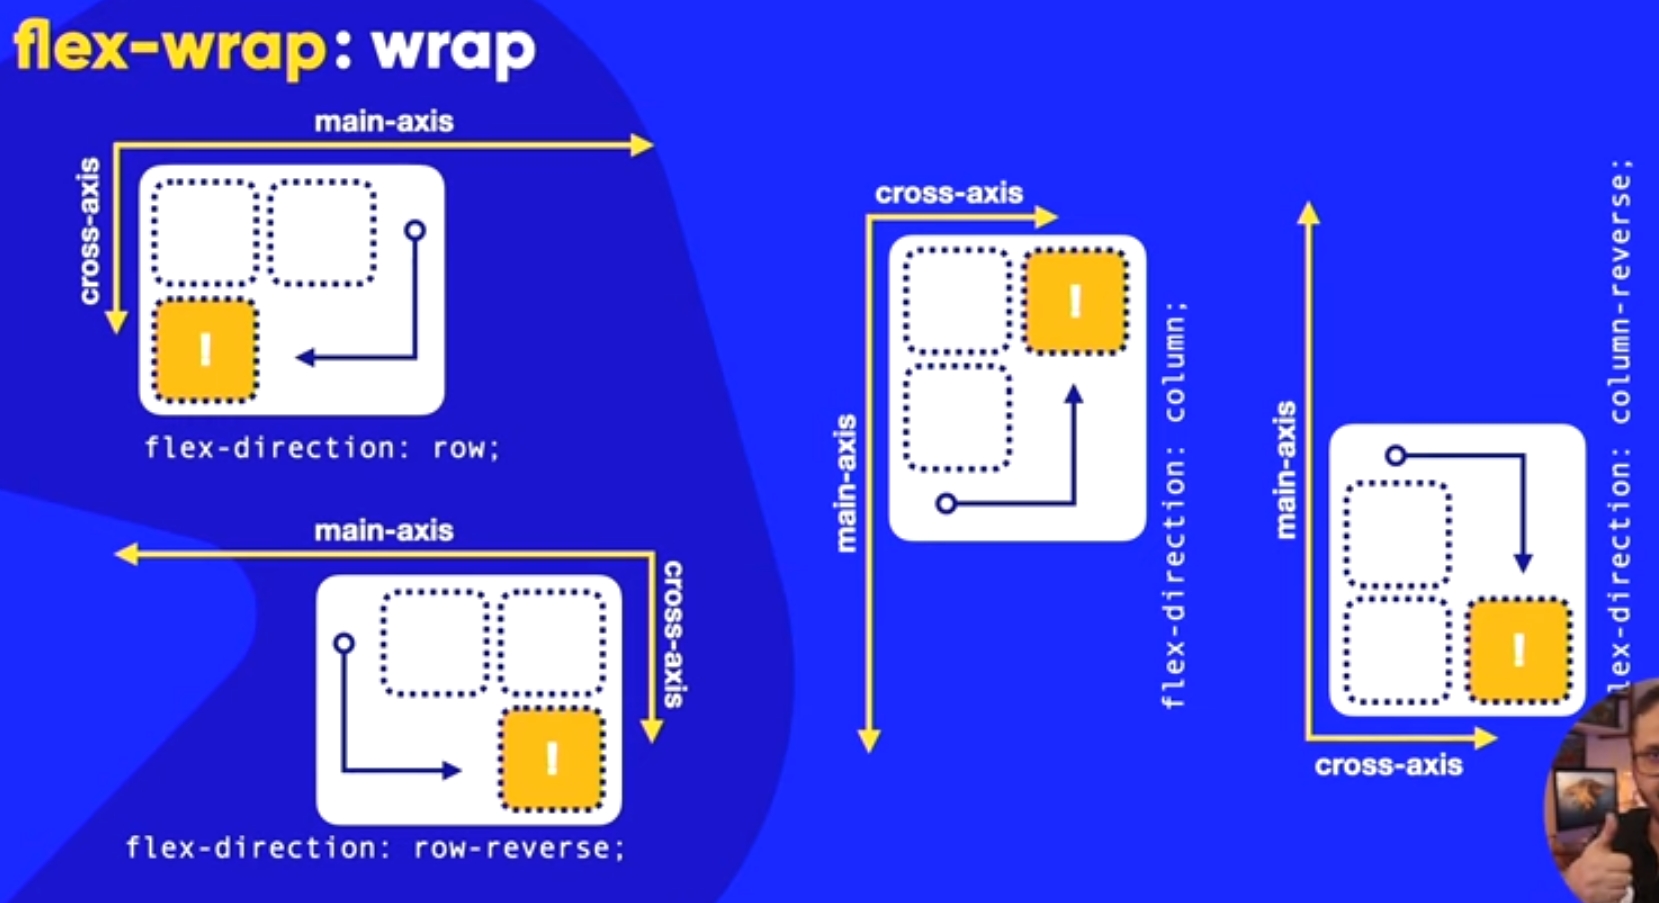 flex-wrap: wrap
main-axis
cross-axis
!
flex-direction: row;
main-axis
cross-axis
!
flex-direction: row-reverse;
cross-axis
main-axis
!
flex-direction: column;
main-axis
!
cross-axis
flex-direction: column-reverse;